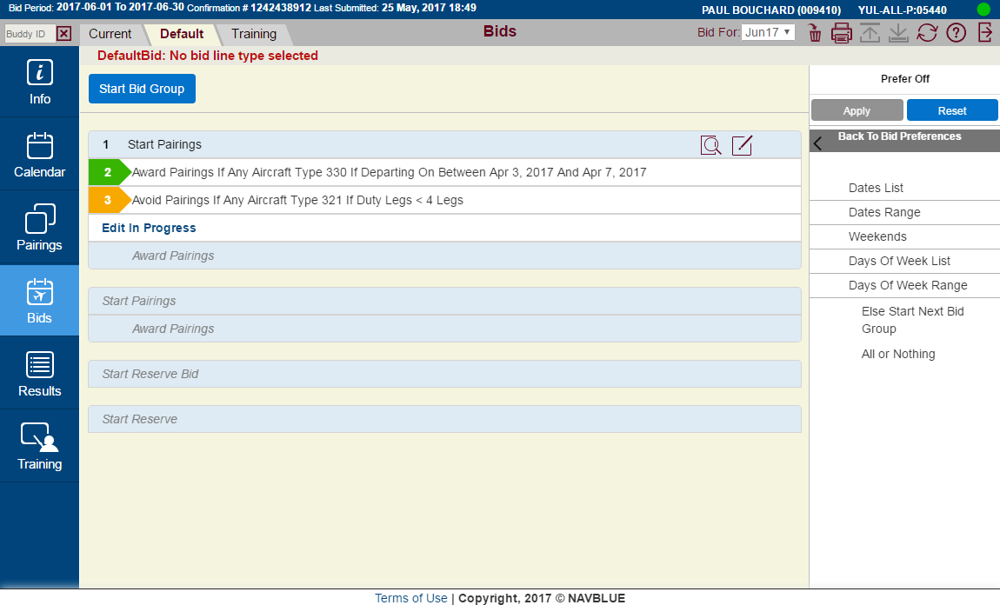 Bid Period: 2017-06-01 To 2017-06-30 Confirmation # 1242438912 Last Submitted: 25 May, 2017 18:49
PAUL BOUCHARD (009410) YUL-ALL-P:05440
Buddy ID
Current Default Training
Bids
Bid For: Jun17
DefaultBid: No bid line type selected
Info
Calendar
Pairings
Bids
Results
Training
Start Bid Group
1 Start Pairings
2 Award Pairings If Any Aircraft Type 330 If Departing On Between Apr 3, 2017 And Apr 7, 2017
3 Avoid Pairings If Any Aircraft Type 321 If Duty Legs < 4 Legs
Edit In Progress
Award Pairings
Start Pairings
Award Pairings
Start Reserve Bid
Start Reserve
Prefer Off
Apply Reset
Back To Bid Preferences
Dates List
Dates Range
Weekends
Days Of Week List
Days Of Week Range
Else Start Next Bid
Group
All or Nothing
Terms of Use | Copyright, 2017 © NAVBLUE